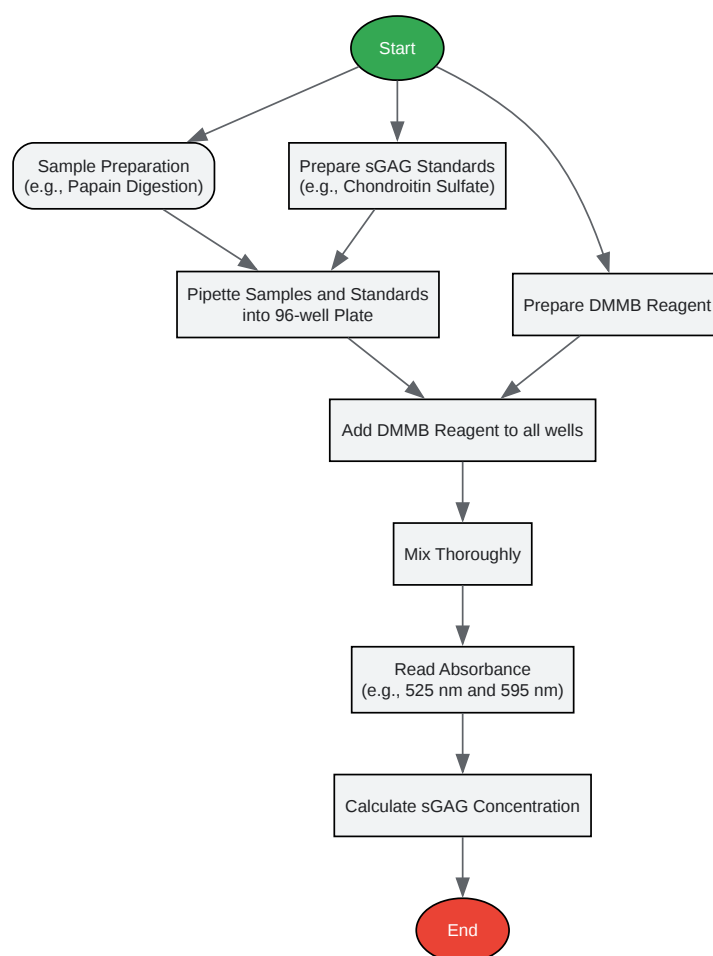 Start
Sample Preparation
(e.g., Papain Digestion)
Prepare sGAG Standards
(e.g., Chondroitin Sulfate)
Pipette Samples and Standards
into 96-well Plate
Prepare DMMB Reagent
Add DMMB Reagent to all wells
Mix Thoroughly
Read Absorbance
(e.g., 525 nm and 595 nm)
Calculate sGAG Concentration
End